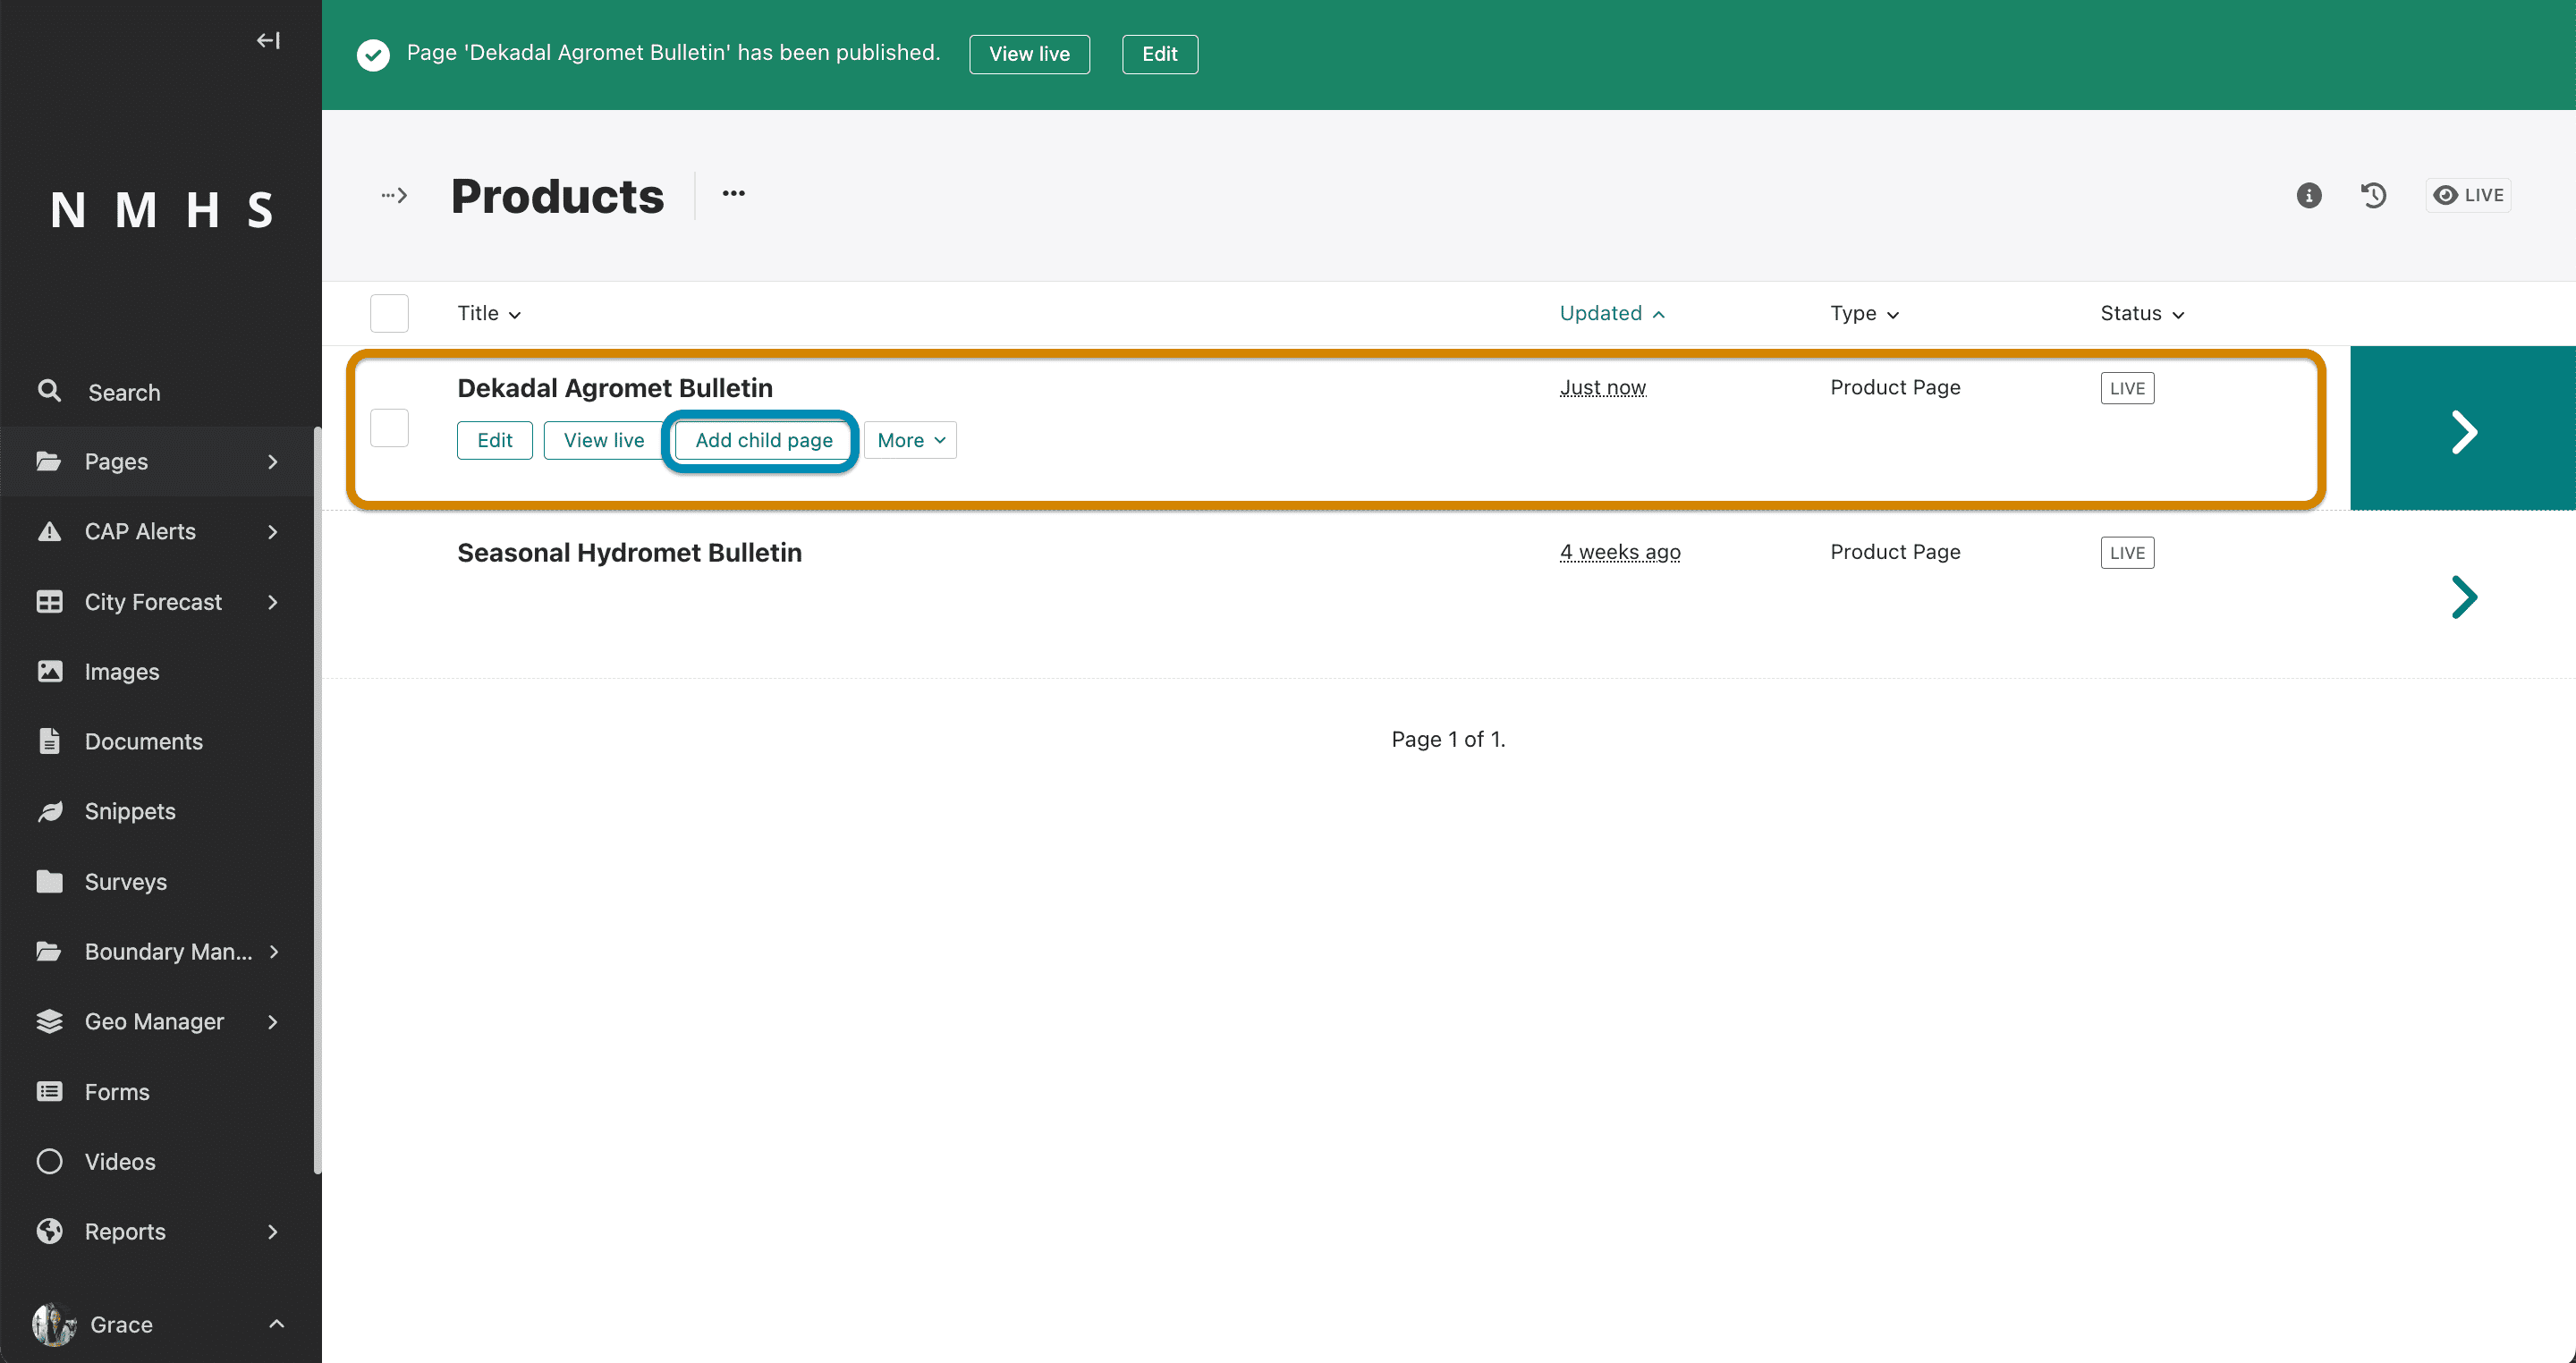 Page 'Dekadal Agromet Bulletin' has been published.
View live
Edit
N M H S
Products
LIVE
Title
Updated
Type
Status
Search
Dekadal Agromet Bulletin
Just now
Product Page
LIVE
Edit
View live
Add child page
More
Pages
CAP Alerts
Seasonal Hydromet Bulletin
4 weeks ago
Product Page
LIVE
City Forecast
Images
Documents
Page 1 of 1.
Snippets
Surveys
Boundary Man...
Geo Manager
Forms
Videos
Reports
Grace